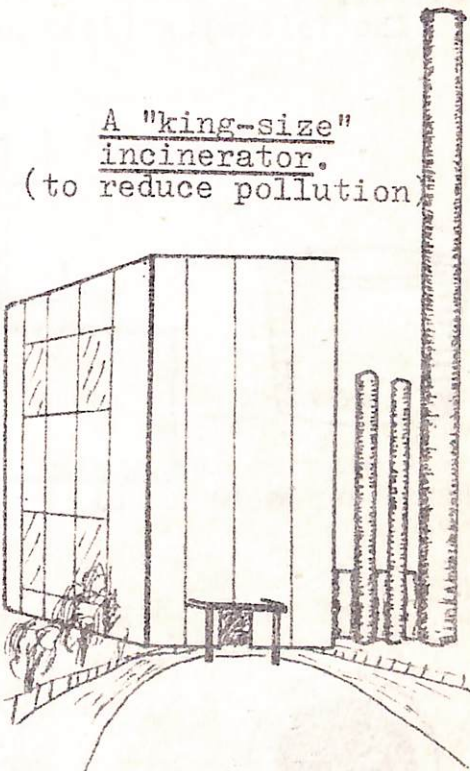 A "king-size"
incinerator.
(to reduce pollution)